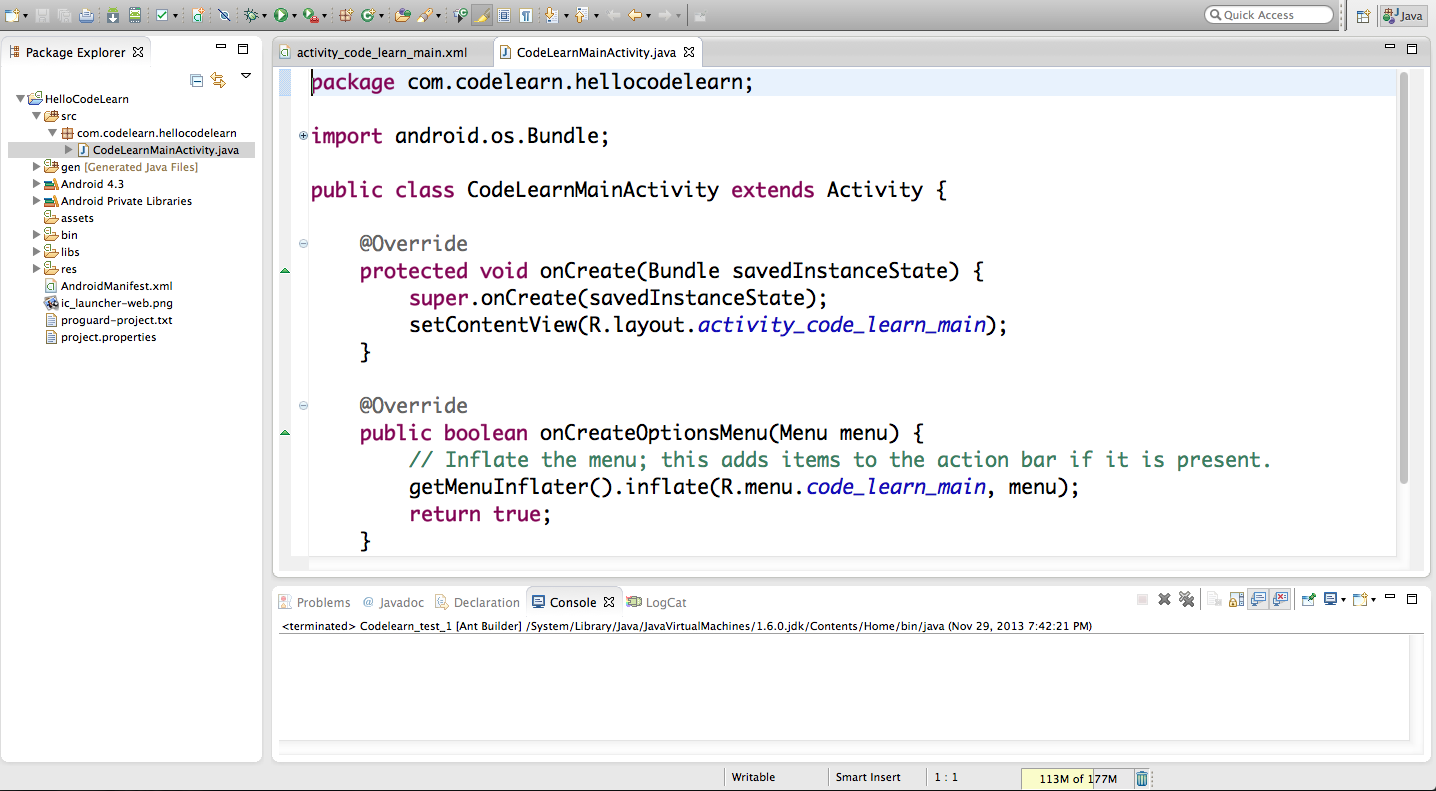 Quick Access
Java
Package Explorer
HelloCodeLearn
src
com.codelearn.hellocodelearn
CodeLearnMainActivity.java
gen [Generated Java Files]
Android 4.3
Android Private Libraries
assets
bin
libs
res
AndroidManifest.xml
ic_launcher-web.png
proguard-project.txt
project.properties
activity_code_learn_main.xml
CodeLearnMainActivity.java
package com.codelearn.hellocodelearn;
import android.os.Bundle;
public class CodeLearnMainActivity extends Activity {
@Override
protected void onCreate(Bundle savedInstanceState) {
super.onCreate(savedInstanceState);
setContentView(R.layout.activity_code_learn_main);
}
@Override
public boolean onCreateOptionsMenu(Menu menu) {
// Inflate the menu; this adds items to the action bar if it is present.
getMenuInflater().inflate(R.menu.code_learn_main, menu);
return true;
}
Problems @ Javadoc Declaration Console LogCat
<terminated> Codelearn_test_1 [Ant Builder] /System/Library/Java/JavaVirtualMachines/1.6.0.jdk/Contents/Home/bin/java (Nov 29, 2013 7:42:21 PM)
Writable Smart Insert 1 : 1 113M of 177M